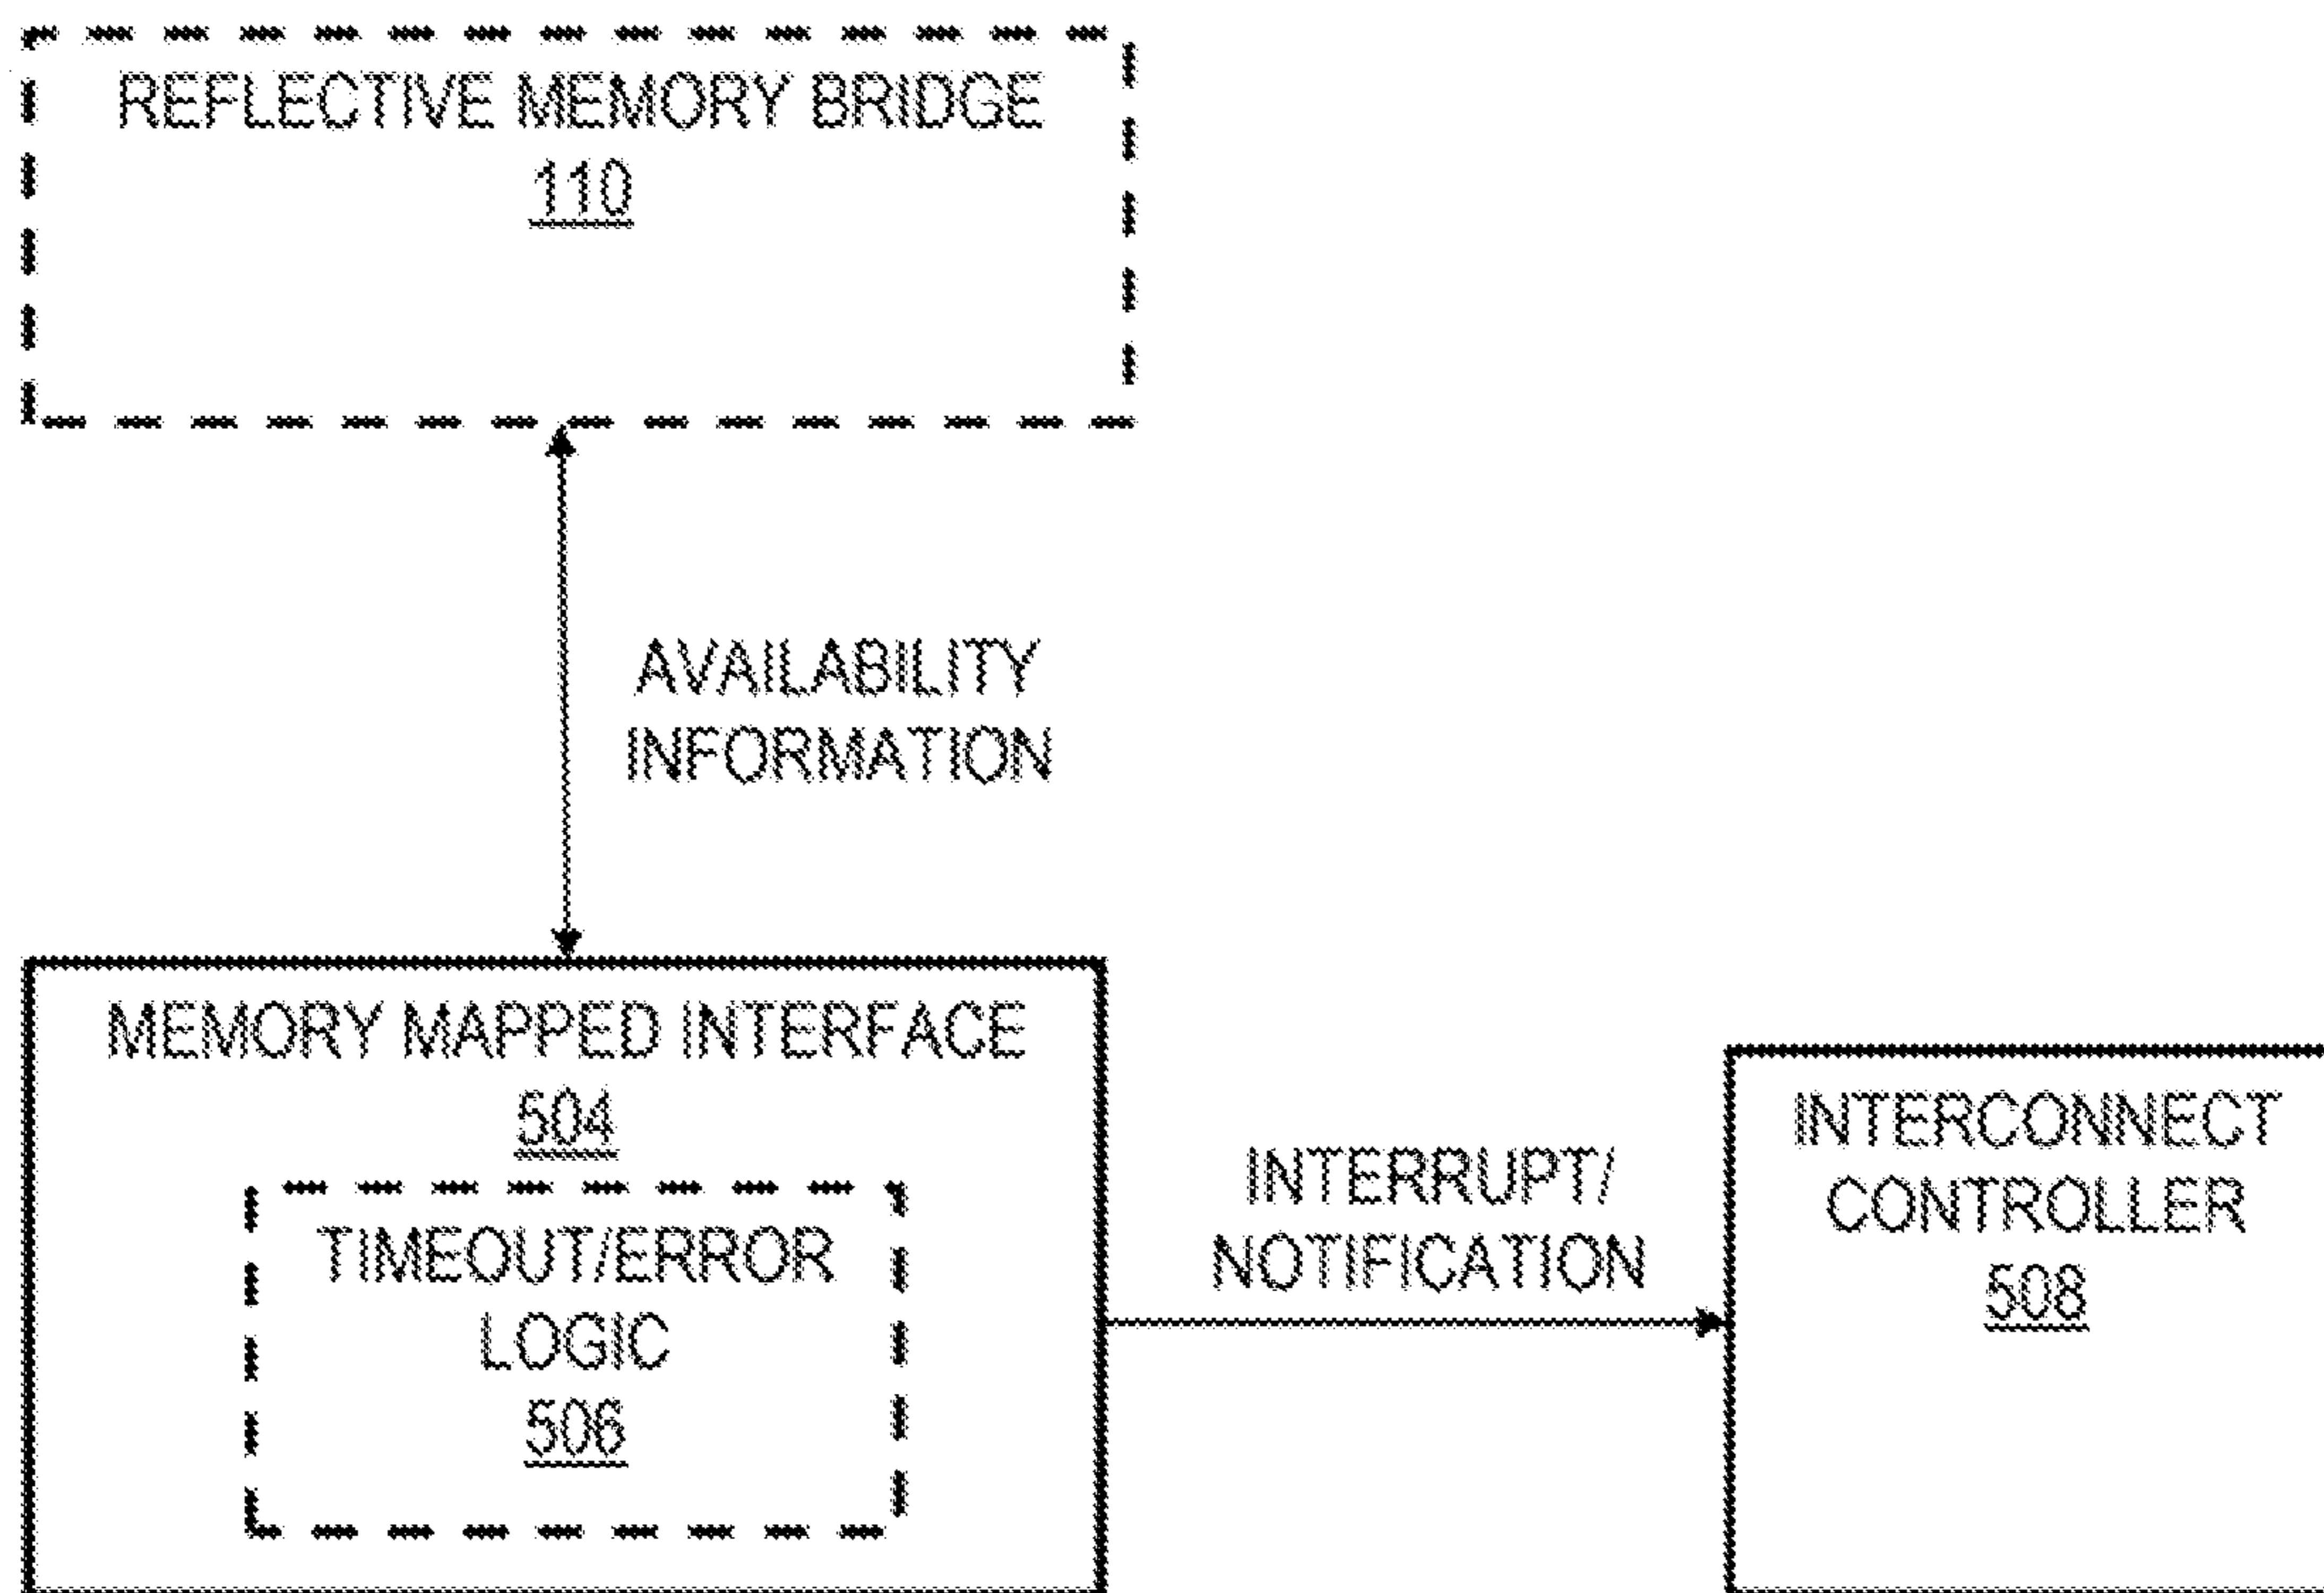 REFLECTIVE MEMORY BRIDGE
110
AVAILABILITY
INFORMATION
MEMORY MAPPED INTERFACE
504
TIMEOUT/ERROR
LOGIC
506
INTERRUPT/
NOTIFICATION
INTERCONNECT
CONTROLLER
508